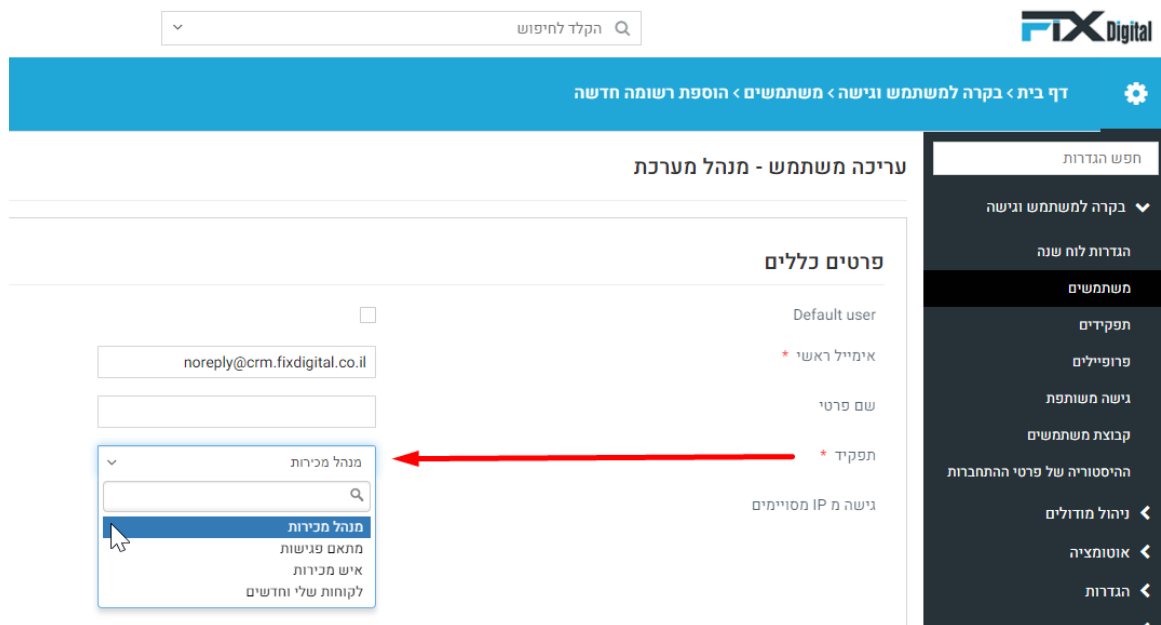 FIX Digital
הקלד לחיפוש
דף בית > בקרה למשתמש וגישה > משתמשים > הוספת רשומה חדשה
חפש הגדרות
בקרה למשתמש וגישה
הגדרות לוח שנה
משתמשים
תפקידים
פרופיילים
גישה משותפת
קבוצת משתמשים
ההיסטוריה של פרטי ההתחברות
ניהול מודולים
אוטומציה
הגדרות
עריכה משתמש - מנהל מערכת
פרטים כללים
Default user
אימייל ראשי *
noreply@crm.fixdigital.co.il
שם פרטי
תפקיד *
מנהל מכירות
מנהל מכירות
מתאם פגישות
איש מכירות
לקוחות שלי וחדשים
גישה מ IP מסויימים